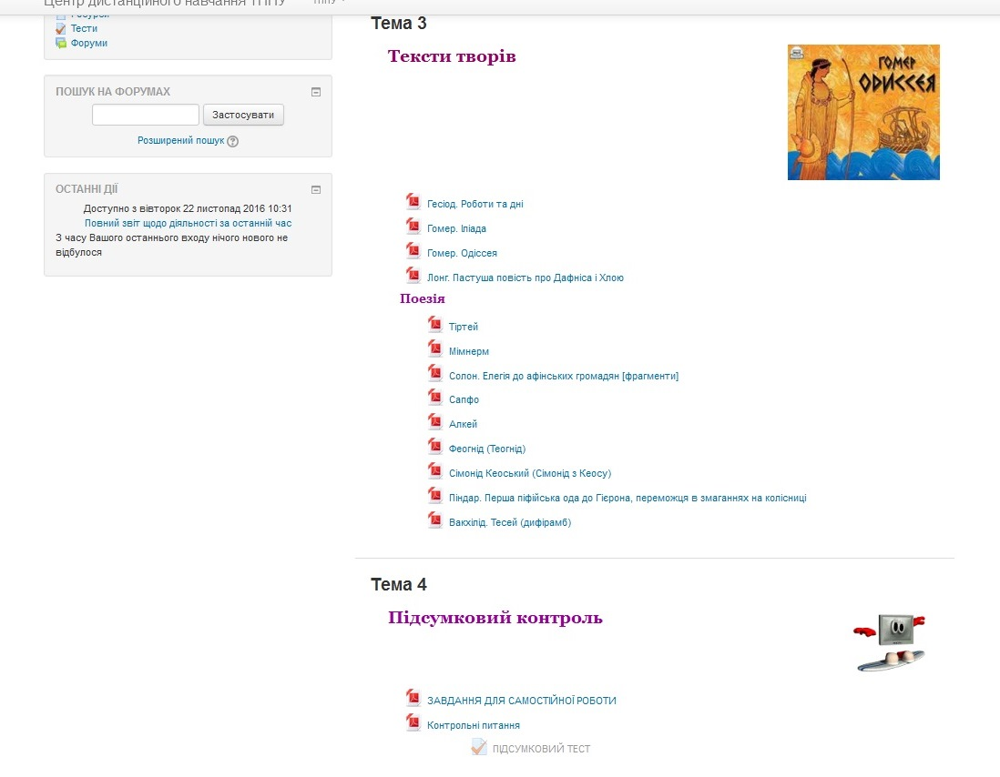 Центр дистанційного навчання ТНПУ
ТНПУ
Ресурси
Тести
Форуми
ПОШУК НА ФОРУМАХ
Застосувати
Розширений пошук
ОСТАННІ ДІЇ
Доступно з вівторок 22 листопад 2016 10:31
Повний звіт щодо діяльності за останній час
З часу Вашого останнього входу нічого нового не
відбулося
Тема 3
Тексти творів
ГОМЕР
ОДИССЕЯ
Гесіод. Роботи та дні
Гомер. Іліада
Гомер. Одіссея
Лонг. Пастуша повість про Дафніса і Хлою
Поезія
Тіртей
Мімнерм
Солон. Елегія до афінських громадян [фрагменти]
Сапфо
Алкей
Феогнід (Теогнід)
Сімонід Кеоський (Сімонід з Кеосу)
Піндар. Перша піфійська ода до Гієрона, переможця в змаганнях на колісниці
Вакхілід. Тесей (дифірамб)
Тема 4
Підсумковий контроль
ЗАВДАННЯ ДЛЯ САМОСТІЙНОЇ РОБОТИ
Контрольні питання
ПІДСУМКОВИЙ ТЕСТ